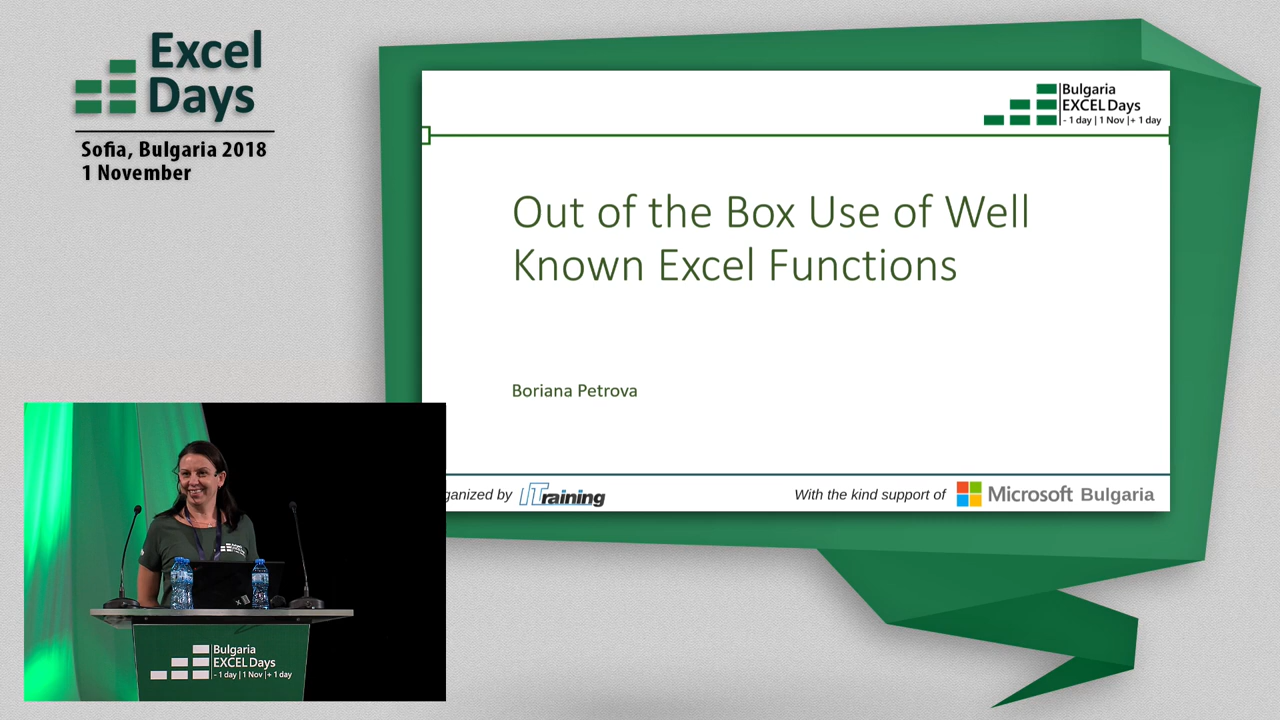 Excel
Days
Sofia, Bulgaria 2018
1 November
Bulgaria
EXCEL Days
- 1 day | 1 Nov | + 1 day
Out of the Box Use of Well
Known Excel Functions
Boriana Petrova
ganized by ITraining
With the kind support of Microsoft Bulgaria
Bulgaria
EXCEL Days
- 1 day | 1 Nov | + 1 day